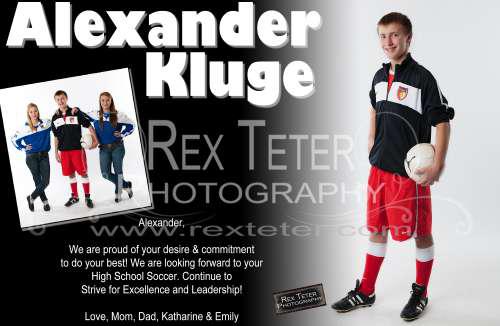 Alexander
Kluge
REX TETER
PHOTOGRAPHY
www.rexteter.com
Alexander,
We are proud of your desire & commitment
to do your best! We are looking forward to your
High School Soccer. Continue to
Strive for Excellence and Leadership!
Love, Mom, Dad, Katharine & Emily
REX TETER
PHOTOGRAPHY